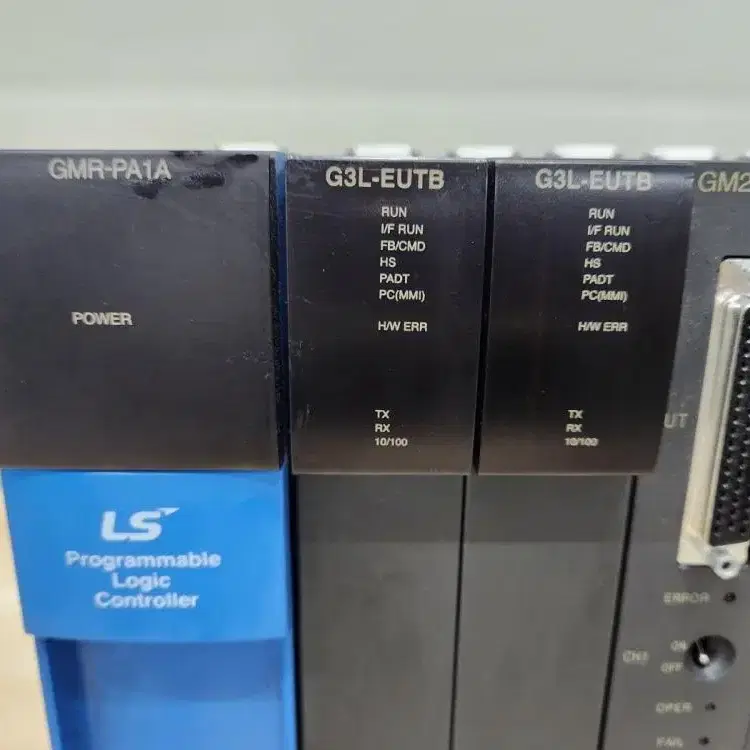 GMR-PA1A
POWER
LS
Programmable
Logic
Controller
G3L-EUTB
RUN
I/F RUN
FB/CMD
HS
PADT
PC(MMI)
H/W ERR
TX
RX
10/100
G3L-EUTB
RUN
I/F RUN
FB/CMD
HS
PADT
PC(MMI)
H/W ERR
TX
RX
10/100
GM2
UT
ERROR
ON
CH1
OFF
OPER
FAIL